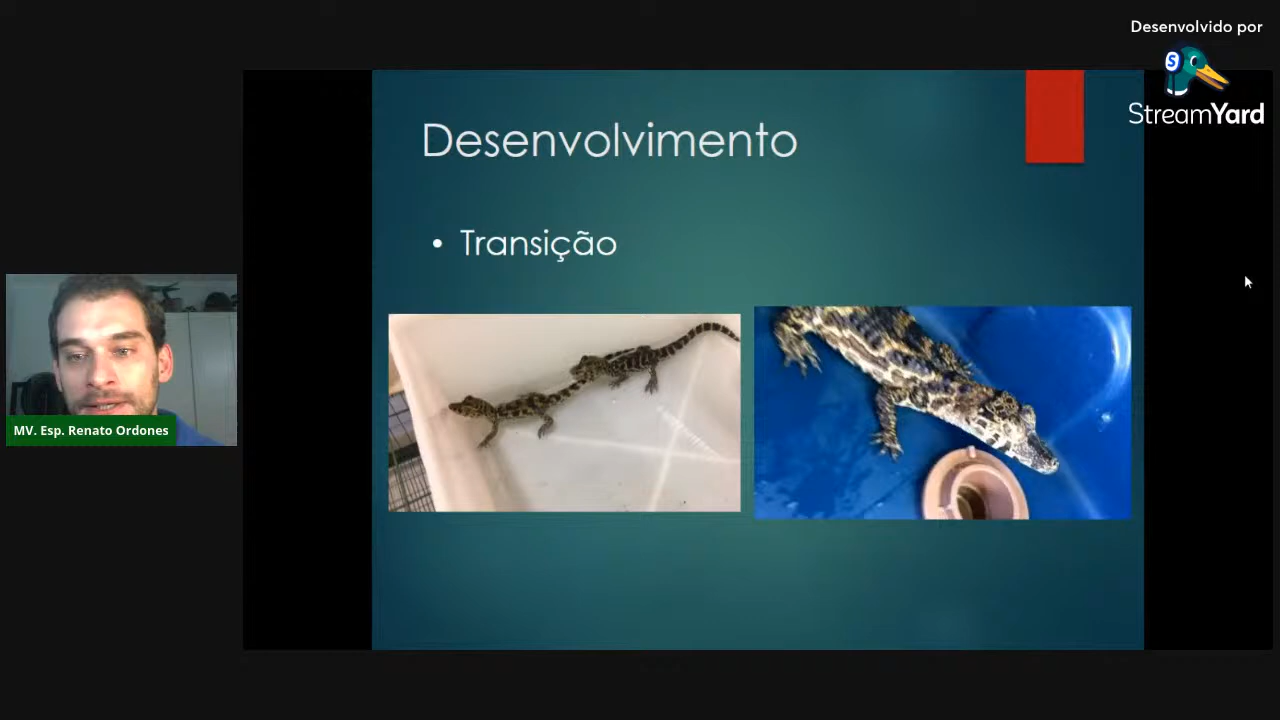 Desenvolvido por
StreamYard
Desenvolvimento
• Transição
MV. Esp. Renato Ordones